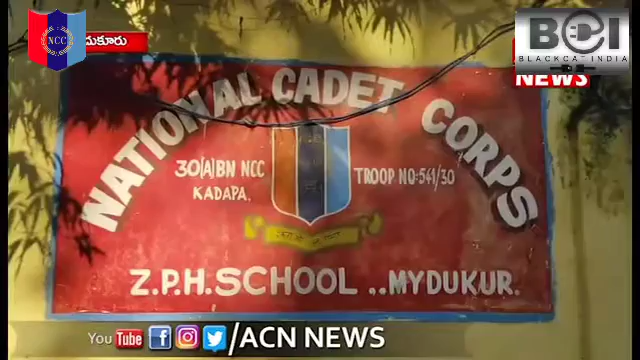 NCC
దుకూరు
BCI
BLACKCAT INDIA
NEWS
NATIONAL CADET CORPS
30(A)BN NCC
KADAPA.
TROOP NO:541/30
Z.P.H.SCHOOL ..MYDUKUR.
YouTube f /ACN NEWS